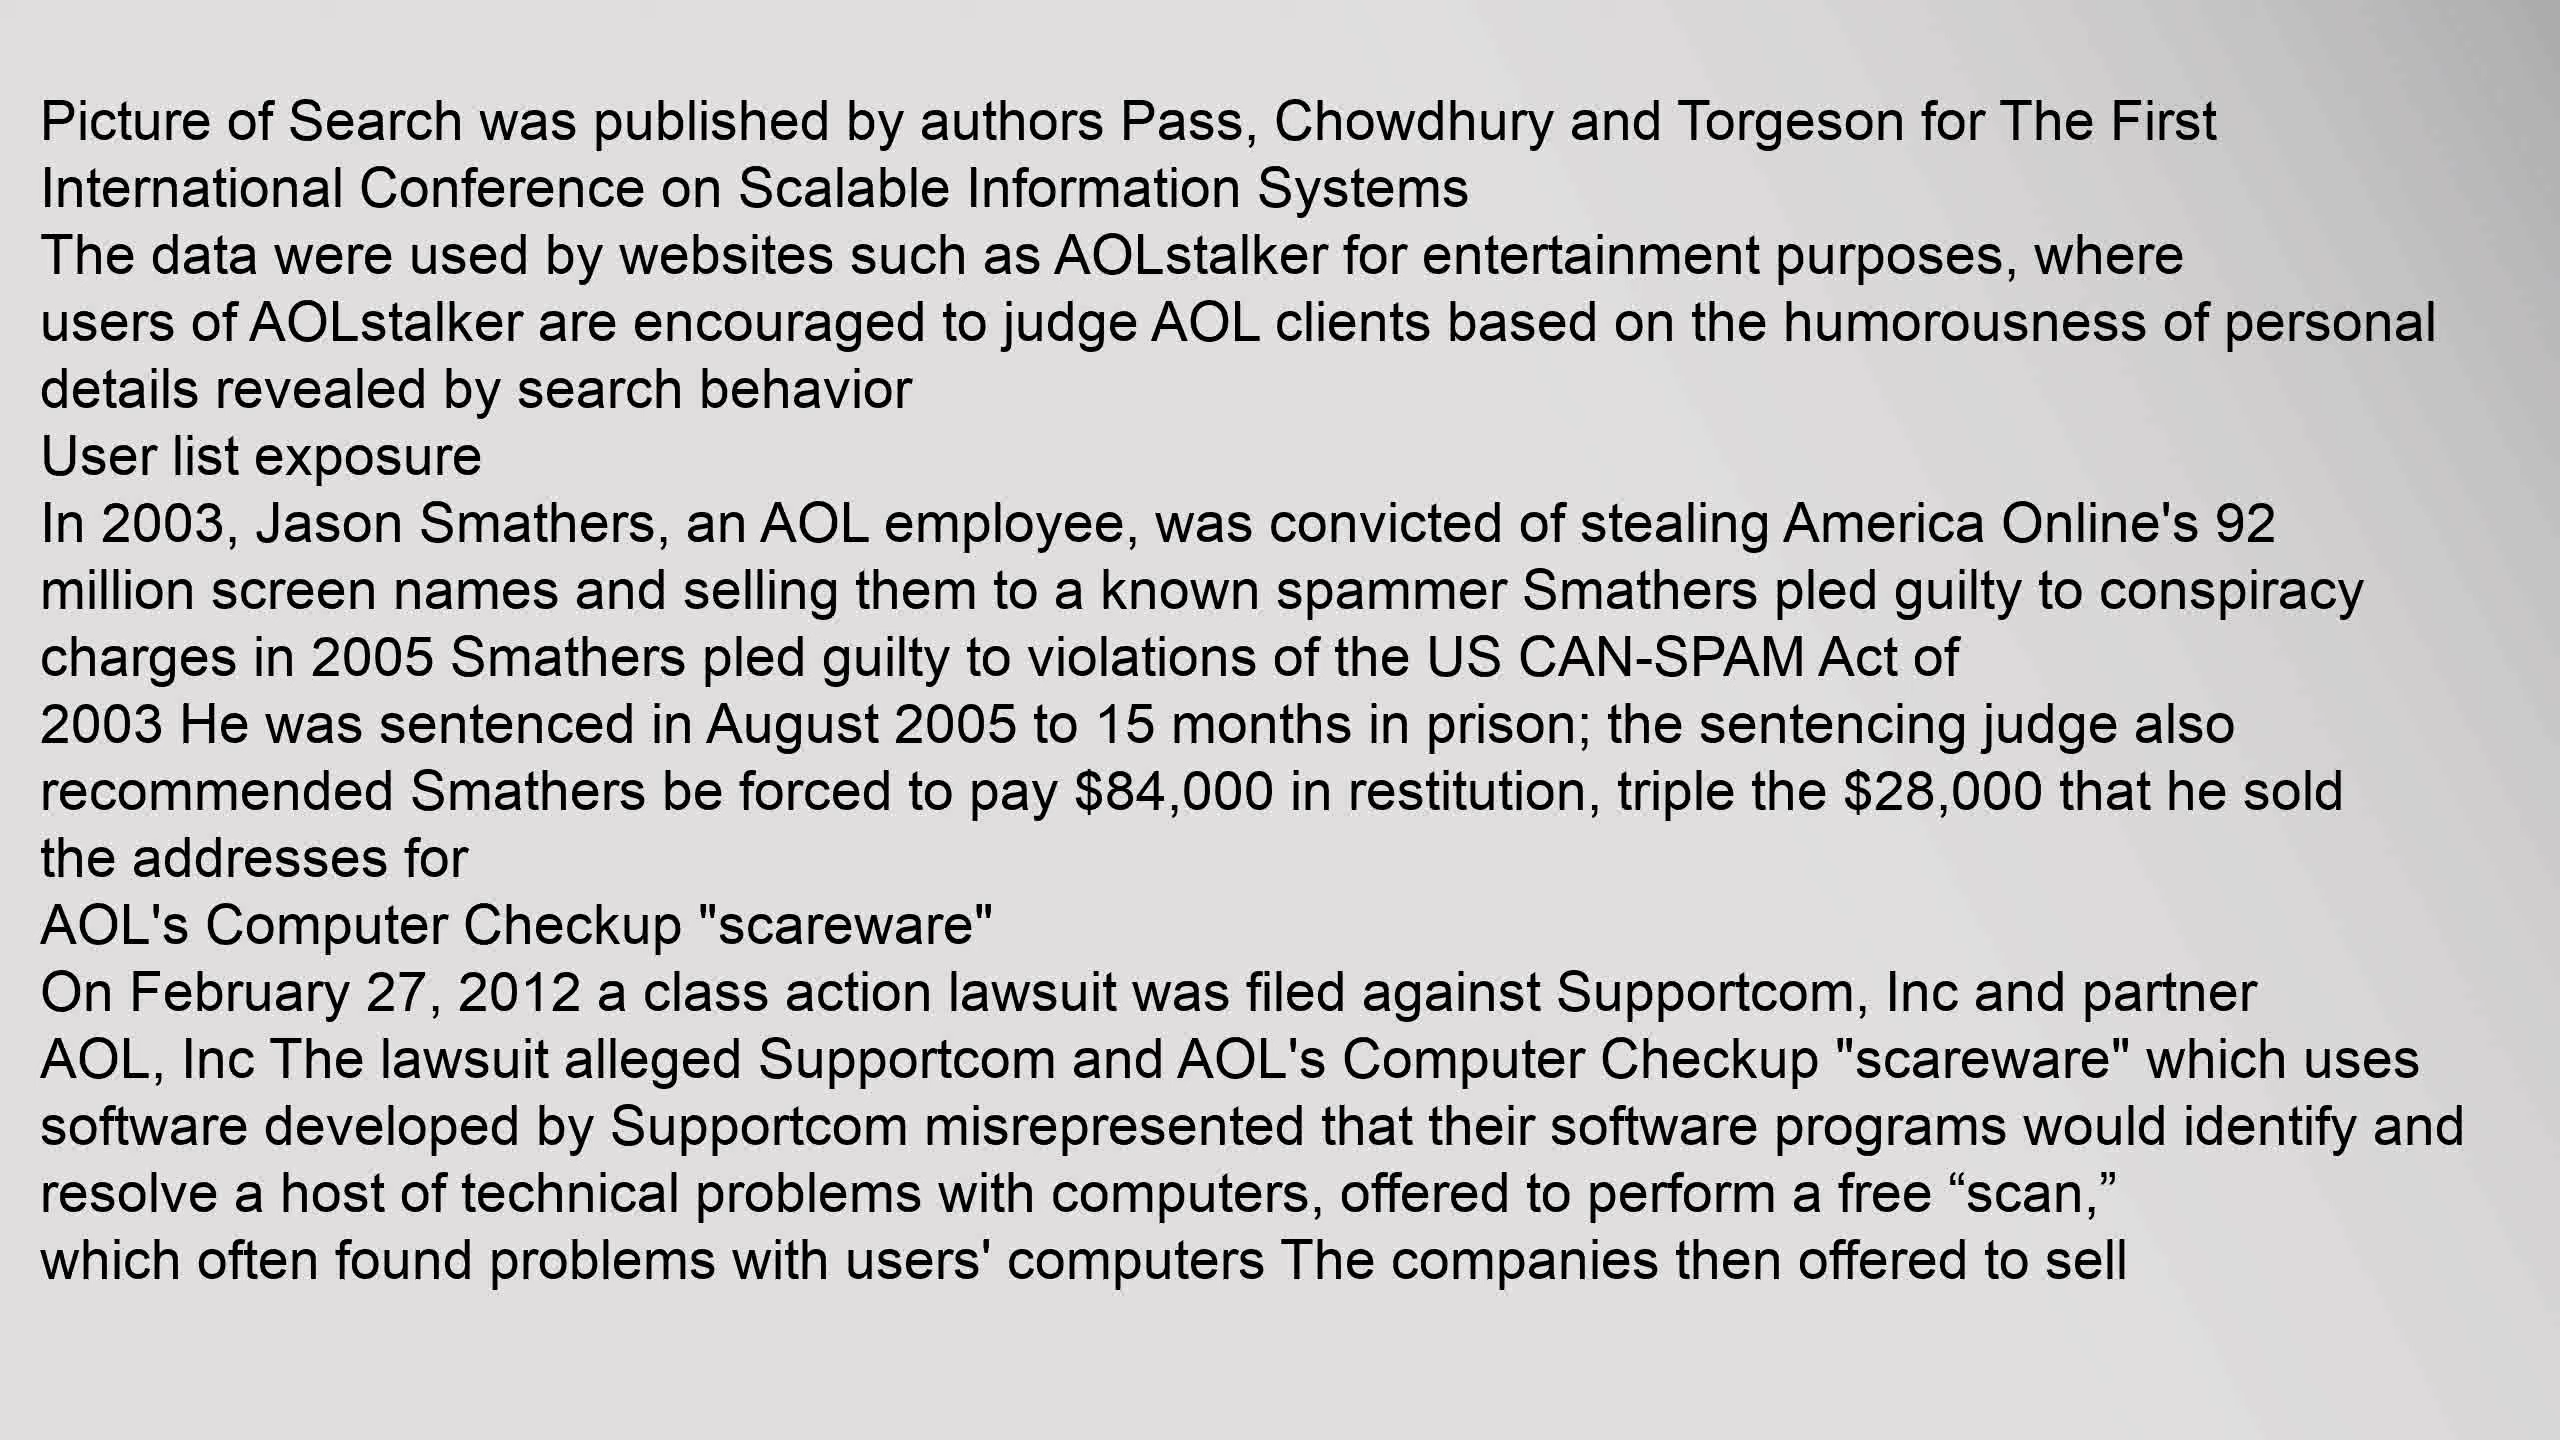 Picture of Search was published by authors Pass, Chowdhury and Torgeson for The First
International Conference on Scalable Information Systems
The data were used by websites such as AOLstalker for entertainment purposes, where
users of AOLstalker are encouraged to judge AOL clients based on the humorousness of personal
details revealed by search behavior
User list exposure
In 2003, Jason Smathers, an AOL employee, was convicted of stealing America Online's 92
million screen names and selling them to a known spammer Smathers pled guilty to conspiracy
charges in 2005 Smathers pled guilty to violations of the US CAN-SPAM Act of
2003 He was sentenced in August 2005 to 15 months in prison; the sentencing judge also
recommended Smathers be forced to pay $84,000 in restitution, triple the $28,000 that he sold
the addresses for
AOL's Computer Checkup "scareware"
On February 27, 2012 a class action lawsuit was filed against Supportcom, Inc and partner
AOL, Inc The lawsuit alleged Supportcom and AOL's Computer Checkup "scareware" which uses
software developed by Supportcom misrepresented that their software programs would identify and
resolve a host of technical problems with computers, offered to perform a free “scan,”
which often found problems with users' computers The companies then offered to sell